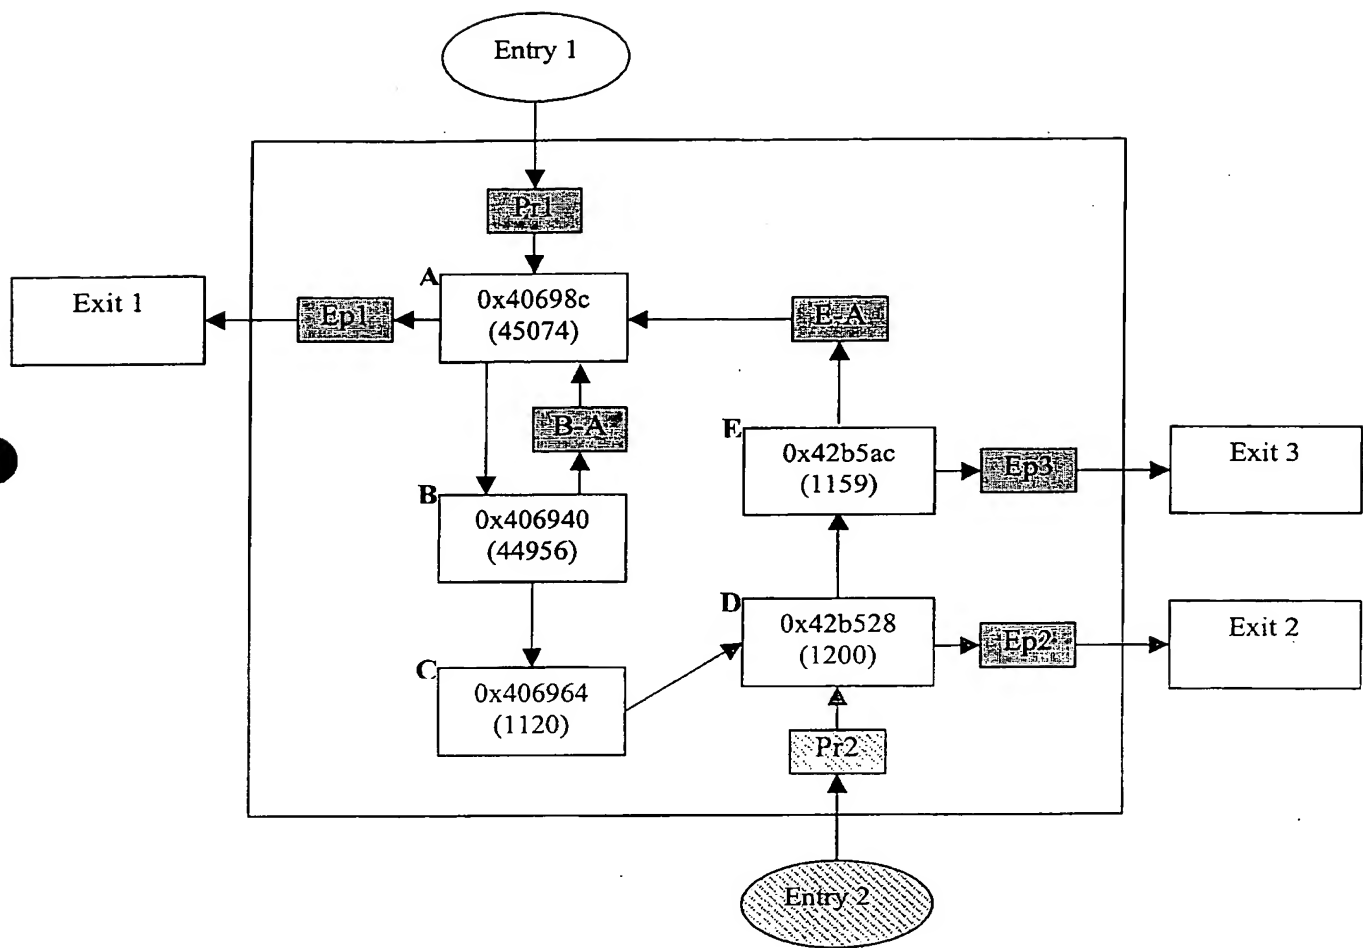 Entry 1
Pr1
A
0x40698c
(45074)
Exit 1
Ep1
E-A
B-A
E
0x42b5ac
(1159)
Ep3
Exit 3
B
0x406940
(44956)
D
0x42b528
(1200)
Ep2
Exit 2
C
0x406964
(1120)
Pr2
Entry 2